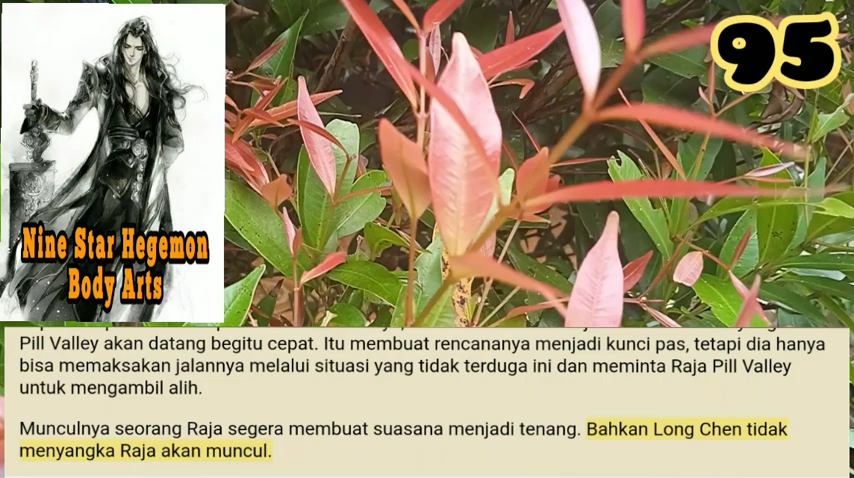 95
Nine Star Hegemon
Body Arts
Pill Valley akan datang begitu cepat. Itu membuat rencananya menjadi kunci pas, tetapi dia hanya
bisa memaksakan jalannya melalui situasi yang tidak terduga ini dan meminta Raja Pill Valley
untuk mengambil alih.
Munculnya seorang Raja segera membuat suasana menjadi tenang. Bahkan Long Chen tidak
menyangka Raja akan muncul.